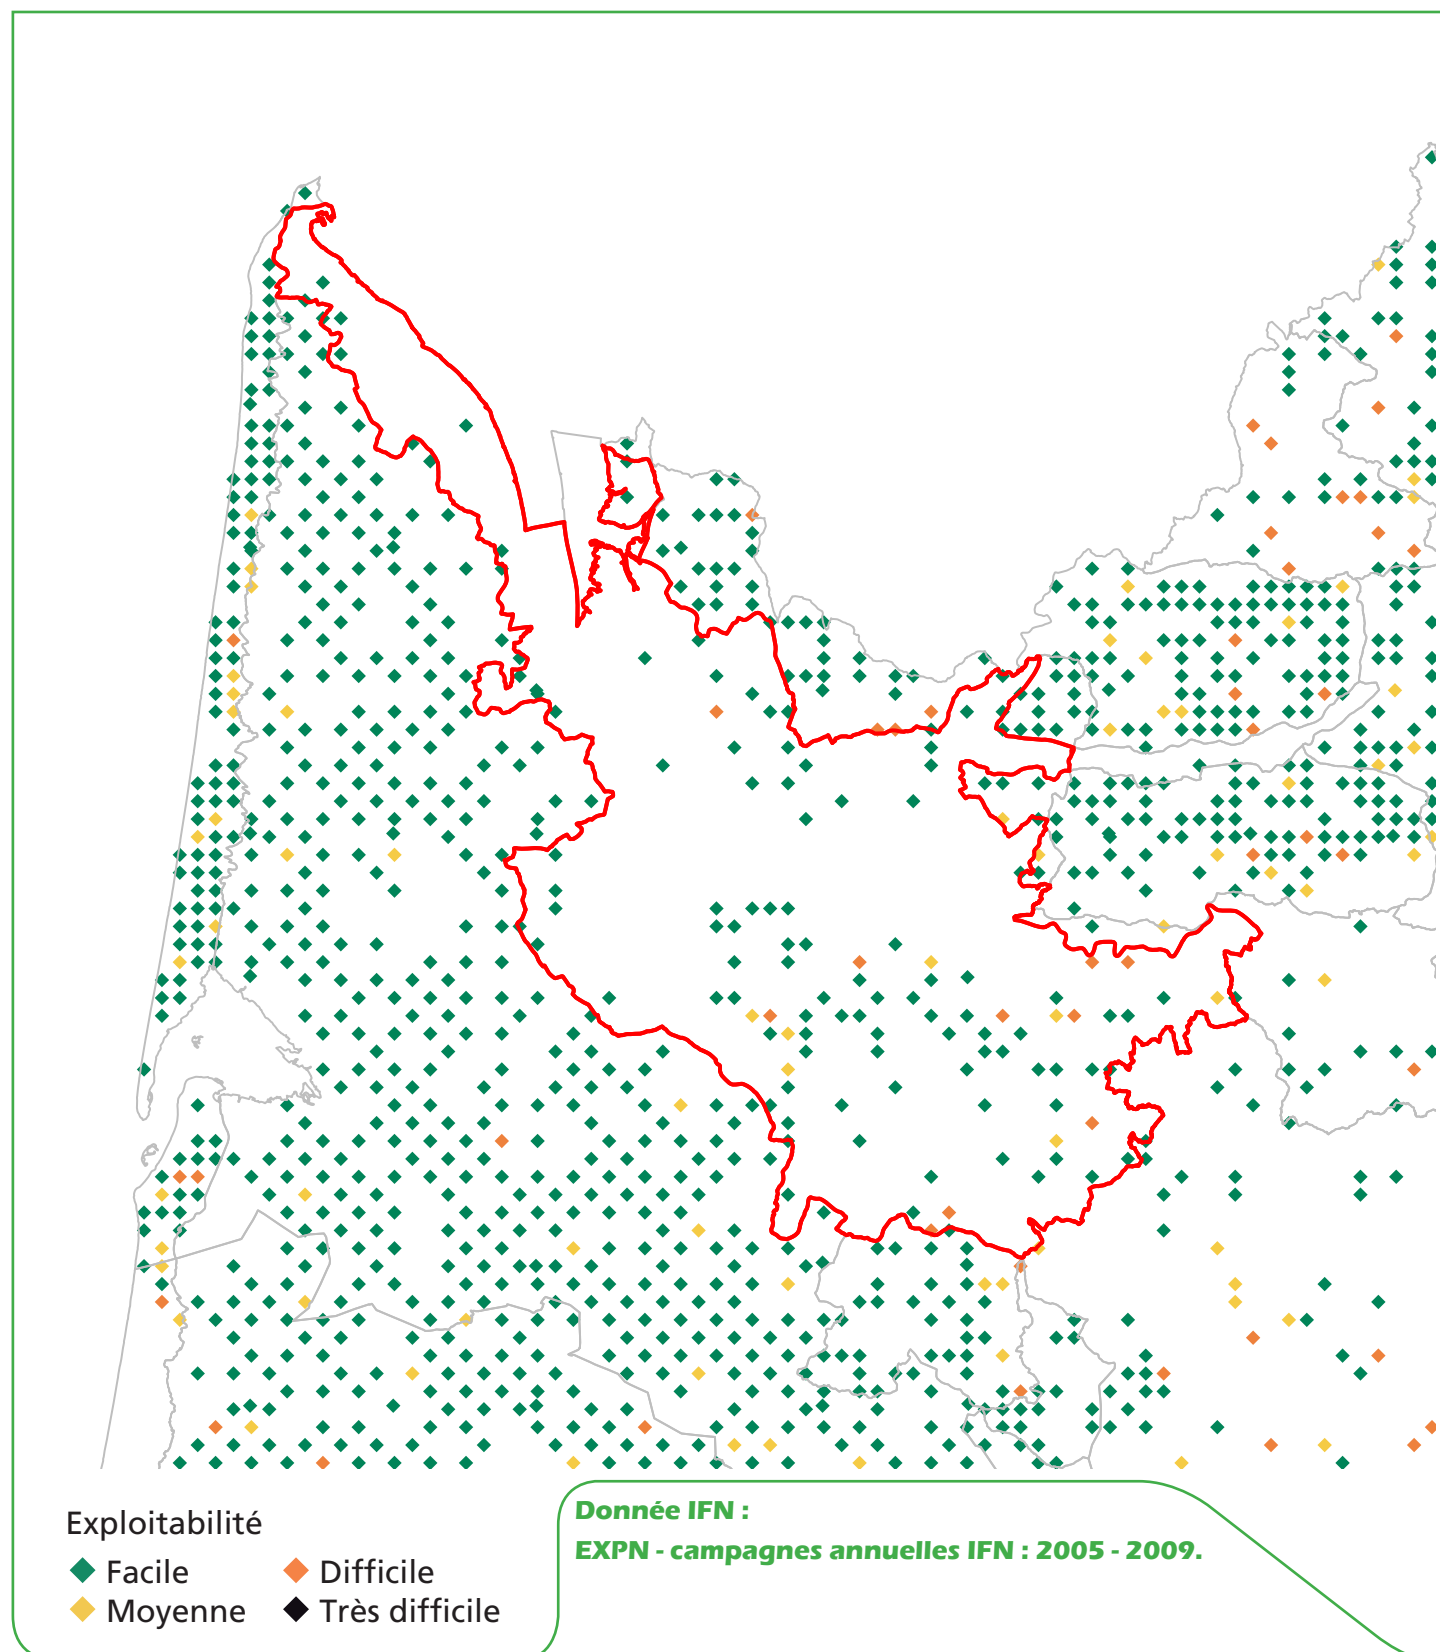 Exploitabilité
Facile
Difficile
Moyenne
Très difficile
Donnée IFN :
EXPN - campagnes annuelles IFN : 2005 - 2009.